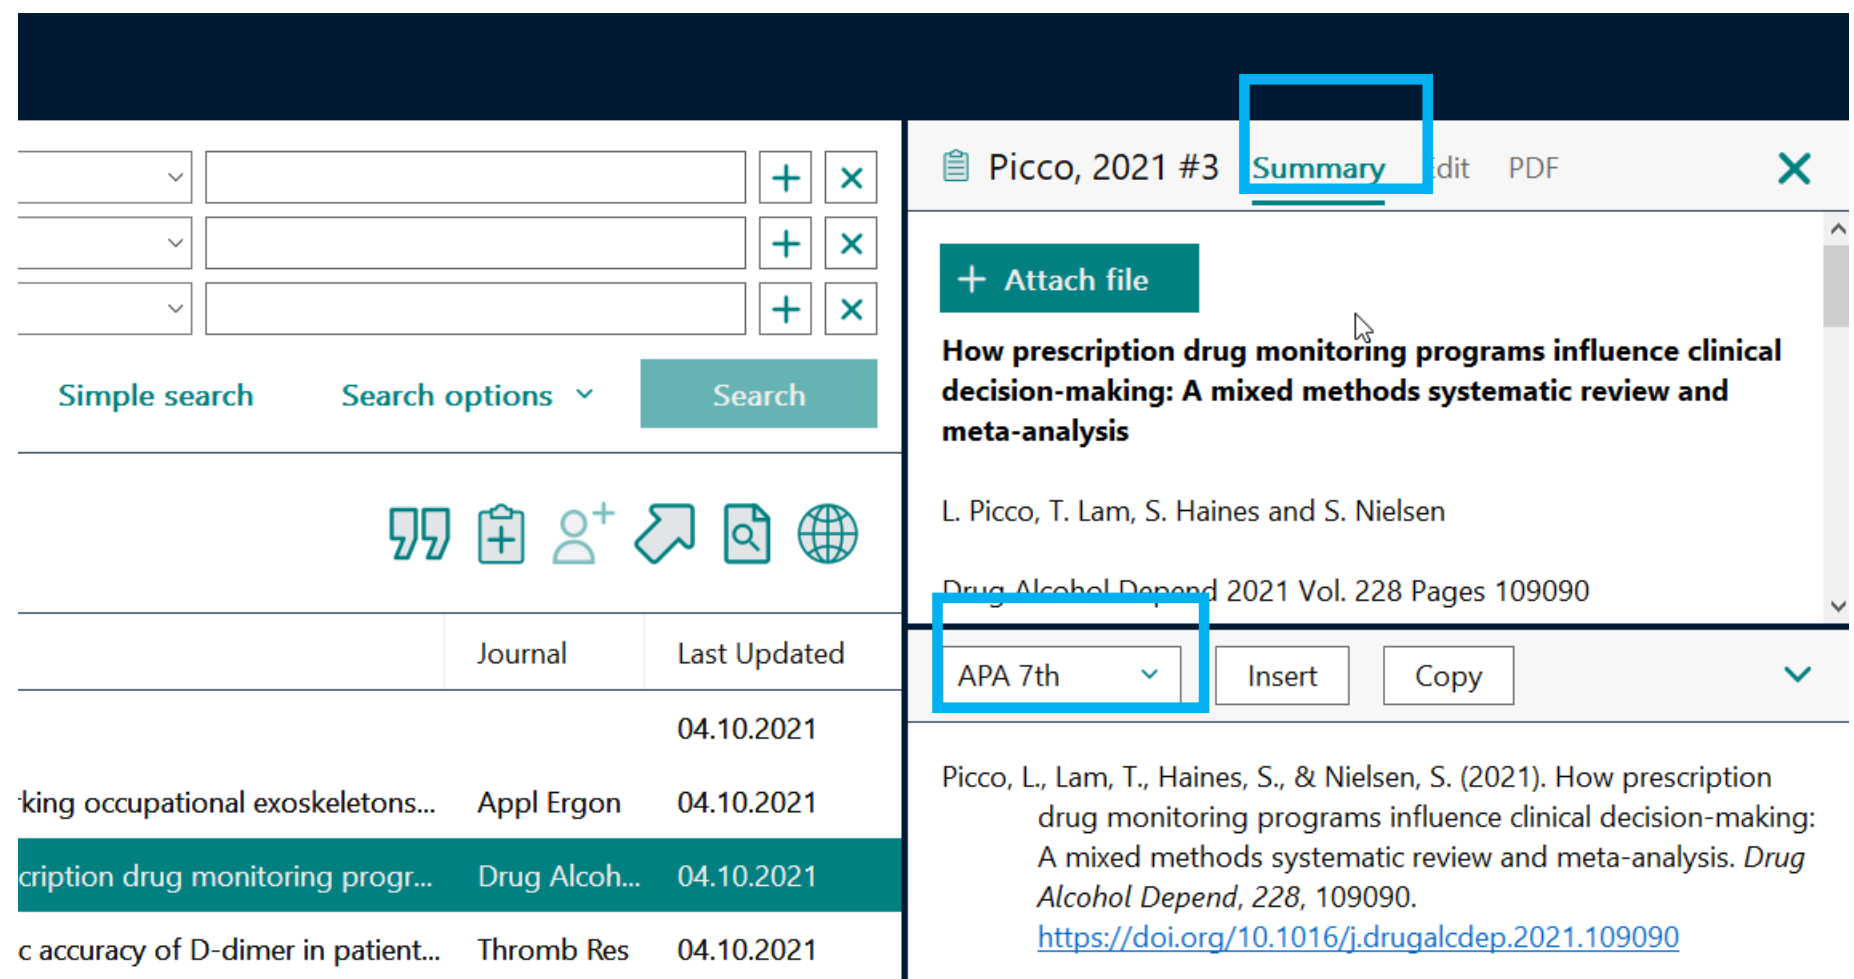 Simple search
Search options
Search
Journal
Last Updated
04.10.2021
king occupational exoskeletons...
Appl Ergon
04.10.2021
cription drug monitoring progr...
Drug Alcoh...
04.10.2021
c accuracy of D-dimer in patient...
Thromb Res
04.10.2021
Picco, 2021 #3
Summary
Edit
PDF
+ Attach file
How prescription drug monitoring programs influence clinical
decision-making: A mixed methods systematic review and
meta-analysis
L. Picco, T. Lam, S. Haines and S. Nielsen
Drug Alcohol Depend 2021 Vol. 228 Pages 109090
APA 7th
Insert
Copy
Picco, L., Lam, T., Haines, S., & Nielsen, S. (2021). How prescription
drug monitoring programs influence clinical decision-making:
A mixed methods systematic review and meta-analysis. Drug
Alcohol Depend, 228, 109090.
https://doi.org/10.1016/j.drugalcdep.2021.109090